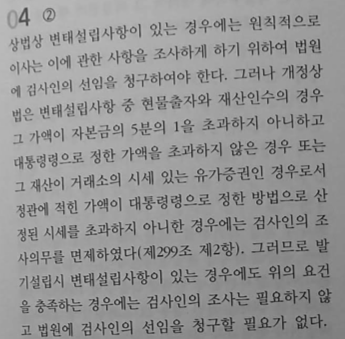 04 ②
상법상 변태설립사항이 있는 경우에는 원칙적으로
이사는 이에 관한 사항을 조사하게 하기 위하여 법원
에 검사인의 선임을 청구하여야 한다. 그러나 개정상
법은 변태설립사항 중 현물출자와 재산인수의 경우
그 가액이 자본금의 5분의 1을 초과하지 아니하고
대통령령으로 정한 가액을 초과하지 않은 경우 또는
그 재산이 거래소의 시세 있는 유가증권인 경우로서
정관에 적힌 가액이 대통령령으로 정한 방법으로 산
정된 시세를 초과하지 아니한 경우에는 검사인의 조
사의무를 면제하였다(제299조 제2항). 그러므로 발
기설립시 변태설립사항이 있는 경우에도 위의 요건
을 충족하는 경우에는 검사인의 조사는 필요하지 않
고 법원에 검사인의 선임을 청구할 필요가 없다.